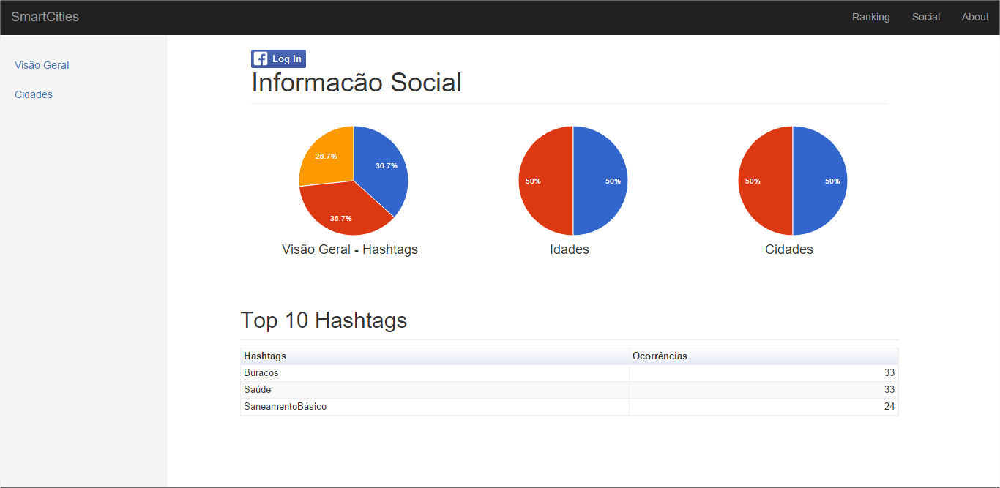 SmartCities Ranking Social About
Visão Geral
Cidades
Log In
Informacão Social
26.7% 36.7% 36.7%
50% 50%
50% 50%
Visão Geral - Hashtags Idades Cidades
Top 10 Hashtags
Hashtags Ocorrências
Buracos 33
Saúde 33
SaneamentoBásico 24